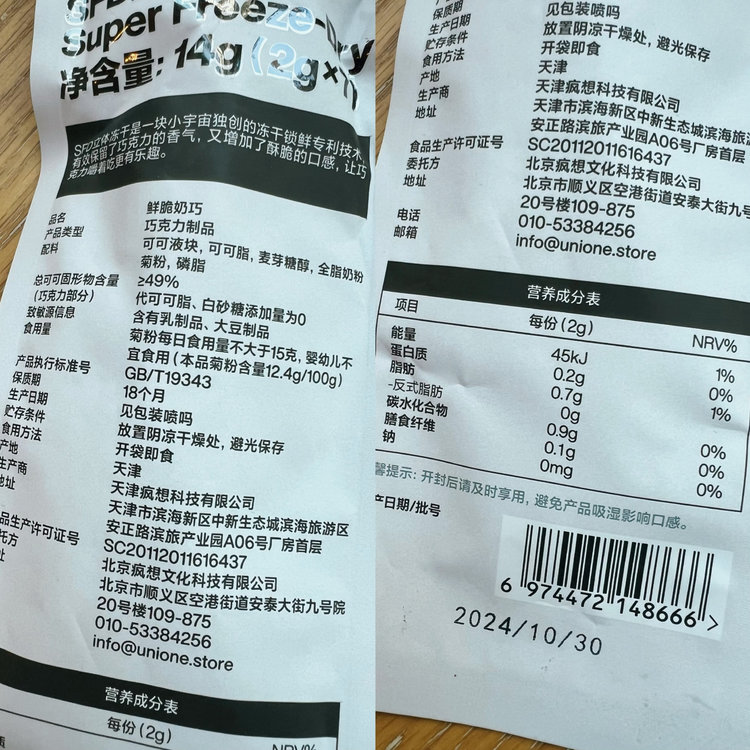 Super Freeze-Dry
净含量: 14g (2g×7)
SFD立体冻干是一块小宇宙独创的冻干锁鲜专利技术,
有效保留了巧克力的香气, 又增加了酥脆的口感, 让巧
克力嚼着吃更有乐趣。
品名 鲜脆奶巧
产品类型 巧克力制品
配料 可可液块, 可可脂, 麦芽糖醇, 全脂奶粉
菊粉, 磷脂
总可可固形物含量 ≥49%
(巧克力部分) 代可可脂、白砂糖添加量为0
致敏源信息 含有乳制品、大豆制品
食用量 菊粉每日食用量不大于15克, 婴幼儿不
宜食用 (本品菊粉含量12.4g/100g)
产品执行标准号 GB/T19343
保质期 18个月
生产日期 见包装喷吗
贮存条件 放置阴凉干燥处, 避光保存
食用方法 开袋即食
产地 天津
生产商 天津疯想科技有限公司
地址 天津市滨海新区中新生态城滨海旅游区
安正路滨旅产业园A06号厂房首层
品生产许可证号 SC20112011616437
托方 北京疯想文化科技有限公司
址 北京市顺义区空港街道安泰大街九号院
20号楼109-875
010-53384256
info@unione.store
营养成分表
每份 (2g) NRV%
质
保质期
生产日期 见包装喷吗
贮存条件 放置阴凉干燥处, 避光保存
食用方法 开袋即食
产地 天津
生产商 天津疯想科技有限公司
地址 天津市滨海新区中新生态城滨海旅
安正路滨旅产业园A06号厂房首层
食品生产许可证号 SC20112011616437
委托方 北京疯想文化科技有限公司
地址 北京市顺义区空港街道安泰大街九号
20号楼109-875
电话 010-53384256
邮箱 info@unione.store
营养成分表
项目 每份 (2g) NRV%
能量 45kJ 1%
蛋白质 0.2g 0%
脂肪 0.7g 1%
-反式脂肪 0g
碳水化合物 0.9g 0%
膳食纤维 0.1g 0%
钠 0mg 0%
馨提示: 开封后请及时享用, 避免产品吸湿影响口感。
产日期/批号
6 974472 148666 >
2024/10/30